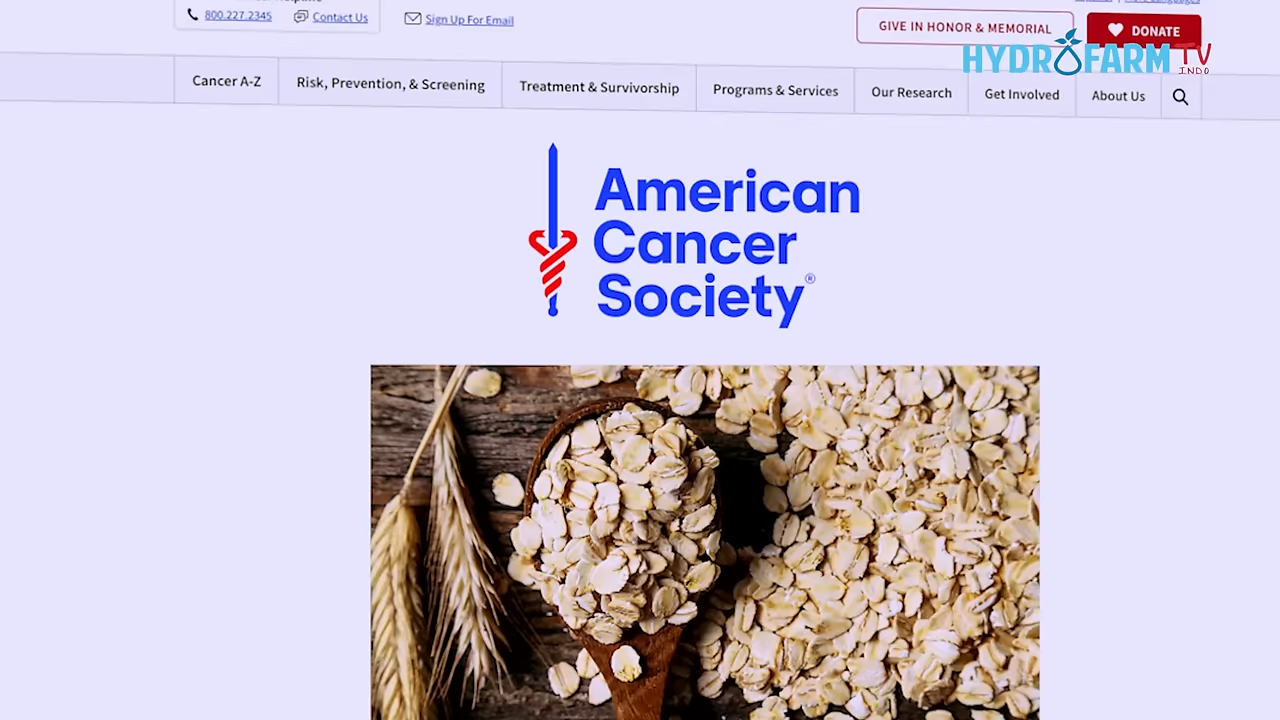 800.227.2345
Contact Us
Sign Up For Email
GIVE IN HONOR & MEMORIAL
DONATE
HYDROFARM TV
INDO
Cancer A-Z
Risk, Prevention, & Screening
Treatment & Survivorship
Programs & Services
Our Research
Get Involved
About Us
American
Cancer
Society®